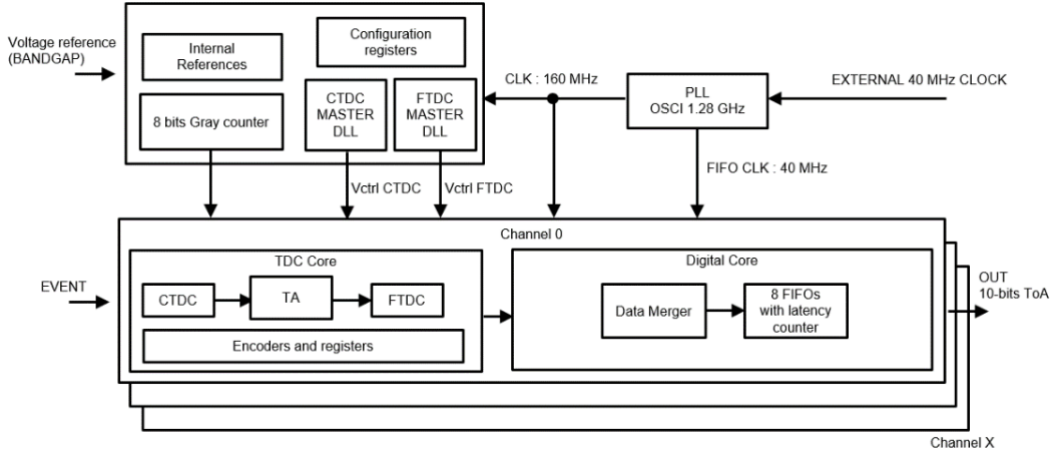 Voltage reference
(BANDGAP)
Internal
References
Configuration
registers
8 bits Gray counter
CTDC
MASTER
DLL
FTDC
MASTER
DLL
CLK : 160 MHz
PLL
OSCI 1.28 GHz
EXTERNAL 40 MHz CLOCK
Vctrl CTDC
Vctrl FTDC
FIFO CLK : 40 MHz
Channel 0
EVENT
TDC Core
CTDC
TA
FTDC
Encoders and registers
Digital Core
Data Merger
8 FIFOs
with latency
counter
OUT
10-bits ToA
Channel X